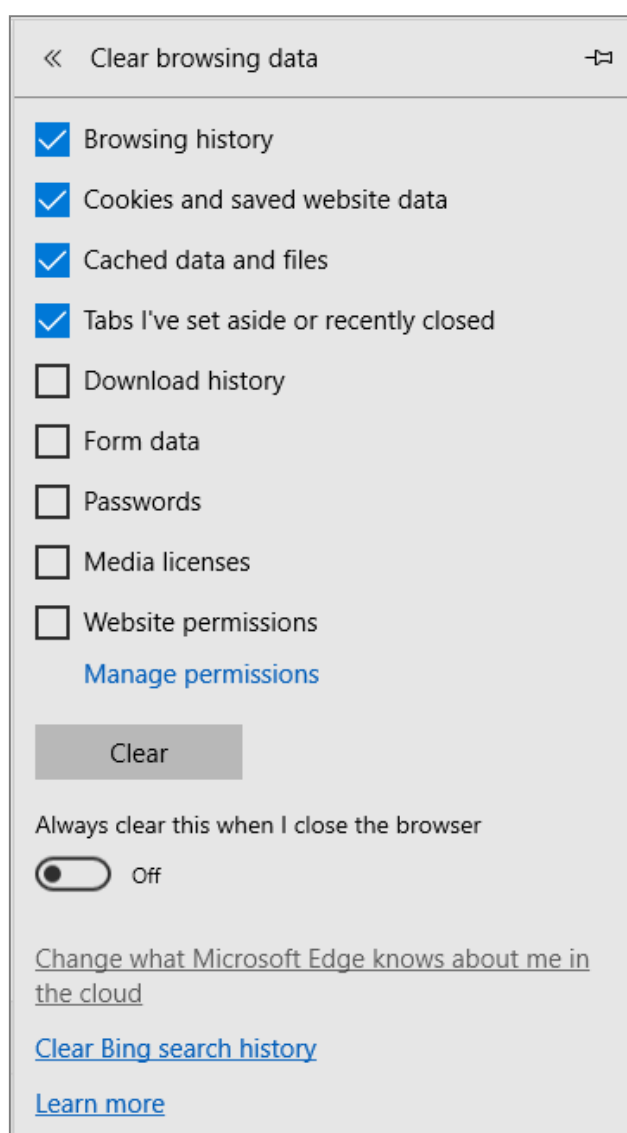 Clear browsing data
Browsing history
Cookies and saved website data
Cached data and files
Tabs I've set aside or recently closed
Download history
Form data
Passwords
Media licenses
Website permissions
Manage permissions
Clear
Always clear this when I close the browser
Off
Change what Microsoft Edge knows about me in
the cloud
Clear Bing search history
Learn more